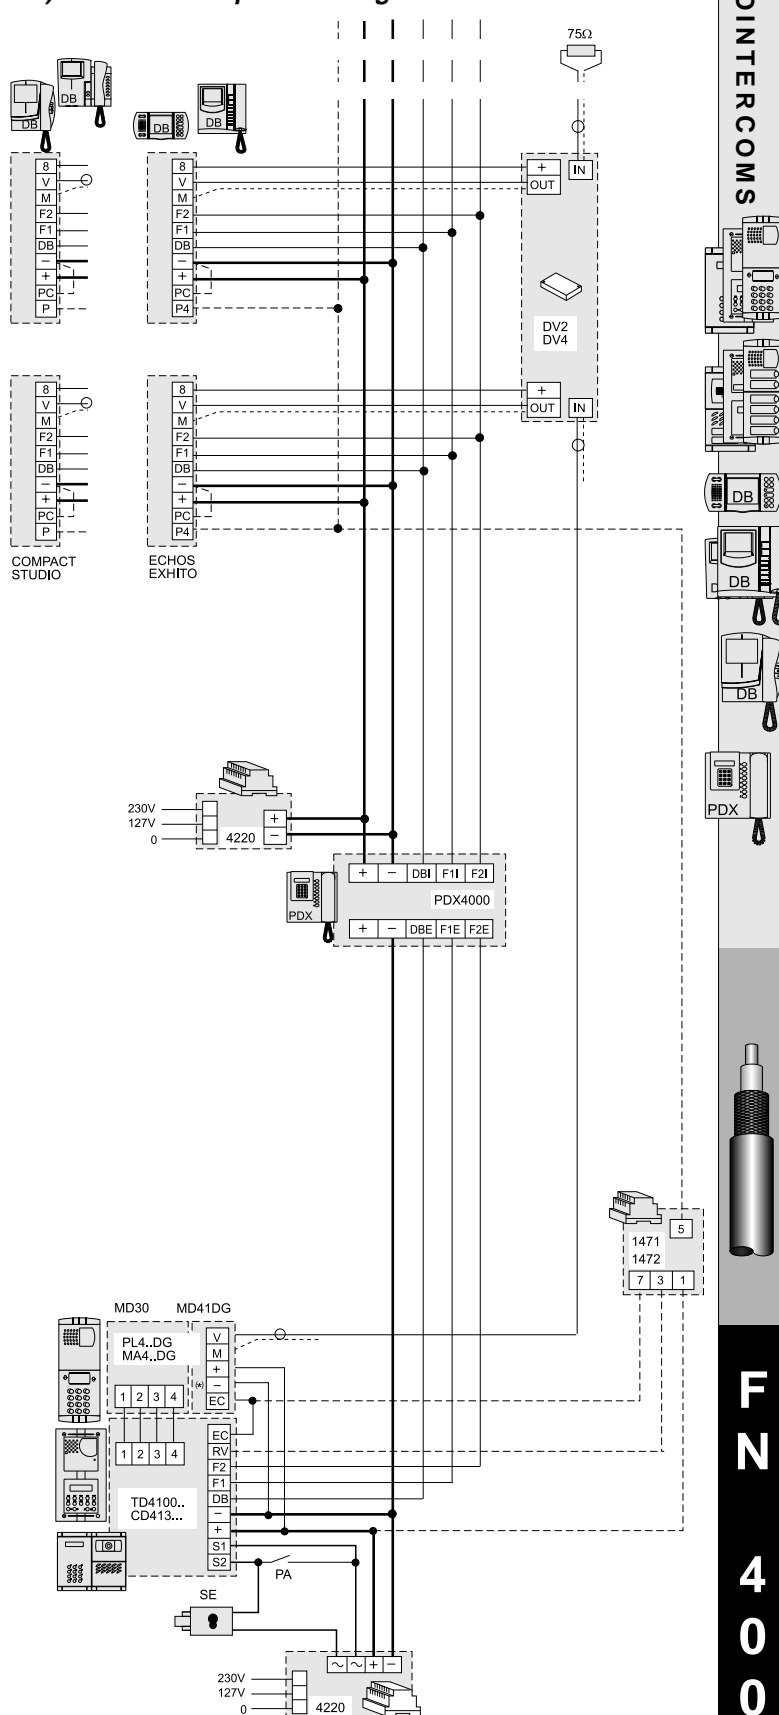 75Ω
DB
DB
DB
DB
8
V
M
F2
F1
DB
–
+
PC
P
8
V
M
F2
F1
DB
–
+
PC
P4
+
OUT
IN
DV2
DV4
+
OUT
IN
8
V
M
F2
F1
DB
–
+
PC
P
COMPACT
STUDIO
8
V
M
F2
F1
DB
–
+
PC
P4
ECHOS
EXHITO
230V
127V
0
4220
+
–
PDX
+ – DBI F1I F2I
PDX4000
+ – DBE F1E F2E
5
1471
1472
7 3 1
MD30
MD41DG
PL4..DG
MA4..DG
1 2 3 4
V
M
+
(*) –
EC
1 2 3 4
TD4100..
CD413...
EC
RV
F2
F1
DB
–
+
S1
S2
PA
SE
~ ~ + –
230V
127V
0
4220
OINTERCOMS
DB
DB
DB
PDX
FN 400